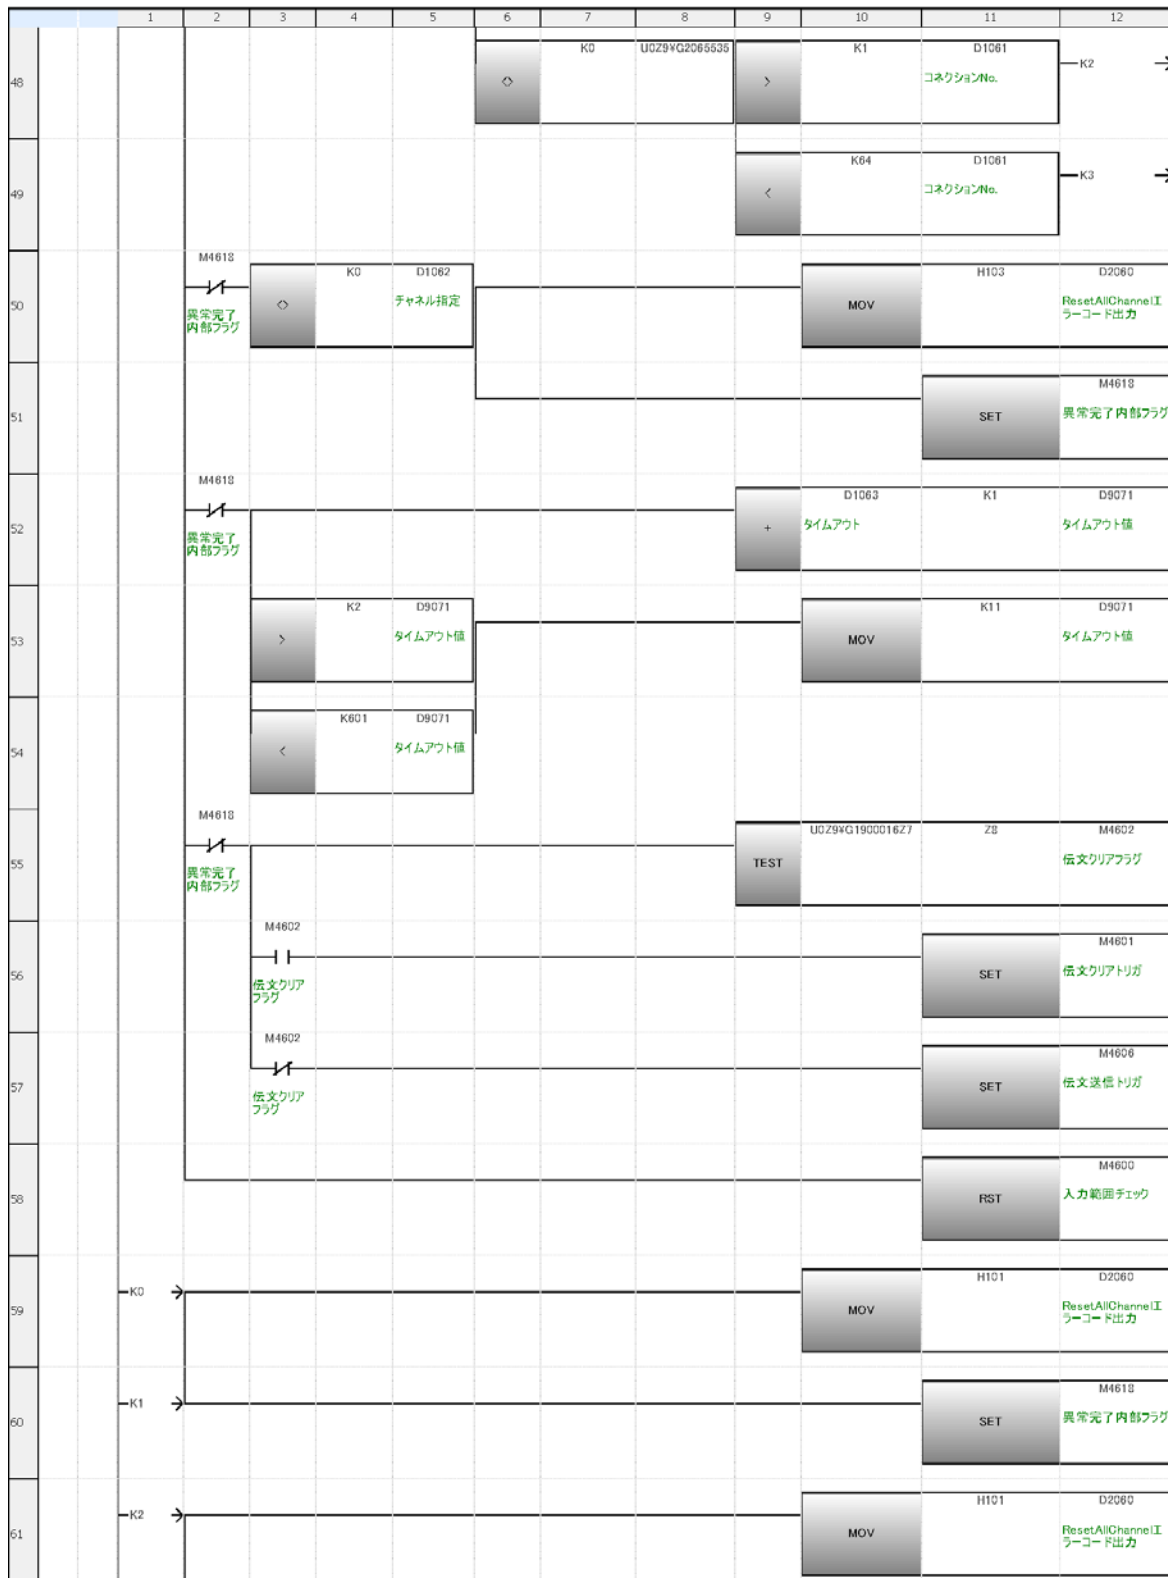 1 2 3 4 5 6 7 8 9 10 11 12
48 <> K0 U0Z9¥G2065535 > K1 D1061 K2
コネクションNo.
49 < K64 D1061 K3
コネクションNo.
M4618
50 <> K0 D1062 MOV H103 D2060
異常完了
内部フラグ
チャネル指定
ResetAllChannelエ
ラーコード出力
51 SET M4618
異常完了内部フラグ
M4618
52 + D1063 K1 D9071
異常完了
内部フラグ
タイムアウト
タイムアウト値
53 > K2 D9071 MOV K11 D9071
タイムアウト値
タイムアウト値
54 < K601 D9071
タイムアウト値
M4618
55 TEST U0Z9¥G1900016Z7 Z8 M4602
異常完了
内部フラグ
伝文クリアフラグ
M4602
56 SET M4601
伝文クリア
フラグ
伝文クリアトリガ
M4602
57 SET M4606
伝文クリア
フラグ
伝文送信トリガ
58 RST M4600
入力範囲チェック
59 K0 MOV H101 D2060
ResetAllChannelエ
ラーコード出力
60 K1 SET M4618
異常完了内部フラグ
61 K2 MOV H101 D2060
ResetAllChannelエ
ラーコード出力